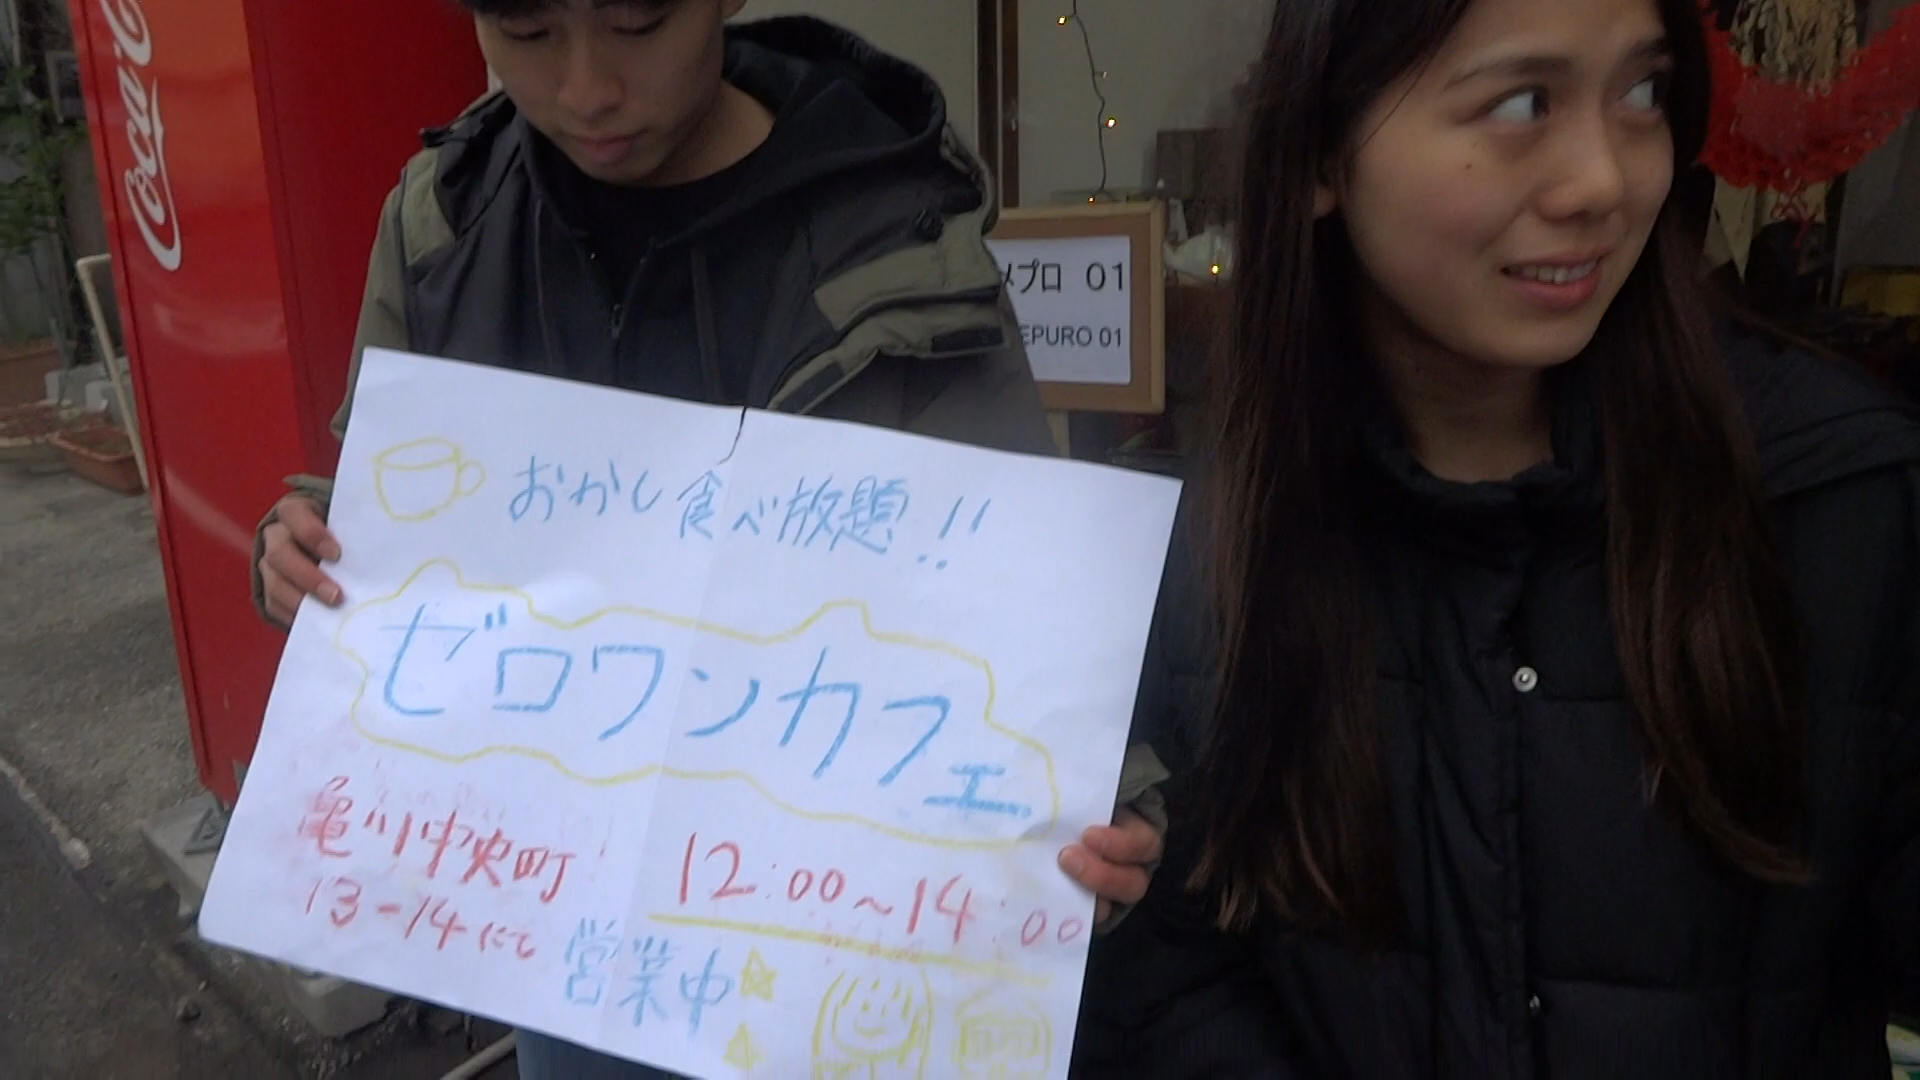 Coca-C
メプロ 01
EPURO 01
おかし食べ放題!!
ゼロワンカフェ
亀川中央町
13-14にて
12:00~14:00
営業中